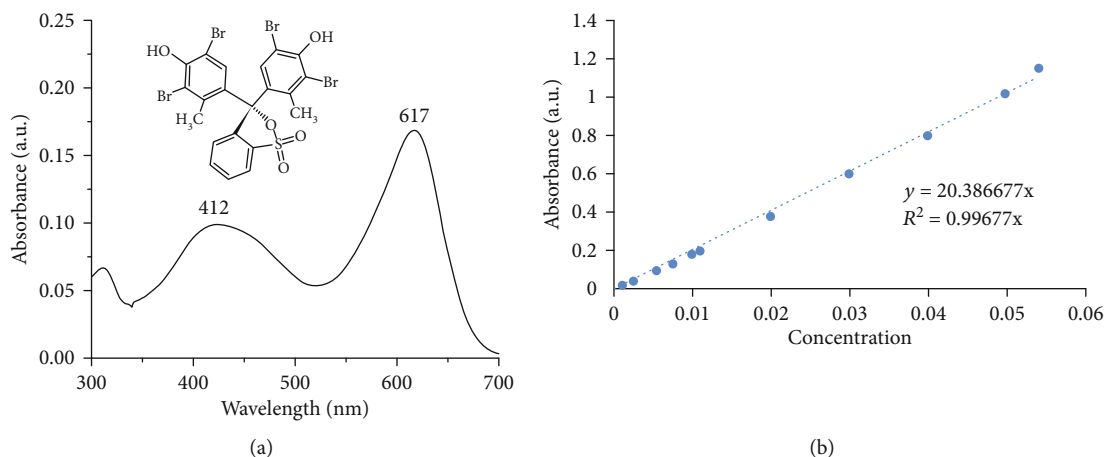 0.25
0.20
0.15
0.10
0.05
0.00
Absorbance (a.u.)
300
400
500
600
700
Wavelength (nm)
412
617
Br
HO
Br
H₃C
Br
OH
Br
CH₃
O
S
O
O
(a)
1.4
1.2
1
0.8
0.6
0.4
0.2
0
Absorbance (a.u.)
0
0.01
0.02
0.03
0.04
0.05
0.06
Concentration
y = 20.386677x
R² = 0.99677x
(b)